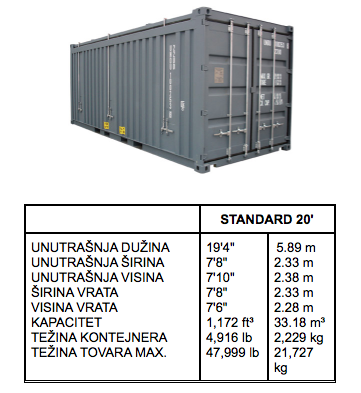 STANDARD 20'
UNUTRAŠNJA DUŽINA 19'4" 5.89 m
UNUTRAŠNJA ŠIRINA 7'8" 2.33 m
UNUTRAŠNJA VISINA 7'10" 2.38 m
ŠIRINA VRATA 7'8" 2.33 m
VISINA VRATA 7'6" 2.28 m
KAPACITET 1,172 ft³ 33.18 m³
TEŽINA KONTEJNERA 4,916 lb 2,229 kg
TEŽINA TOVARA MAX. 47,999 lb 21,727
kg